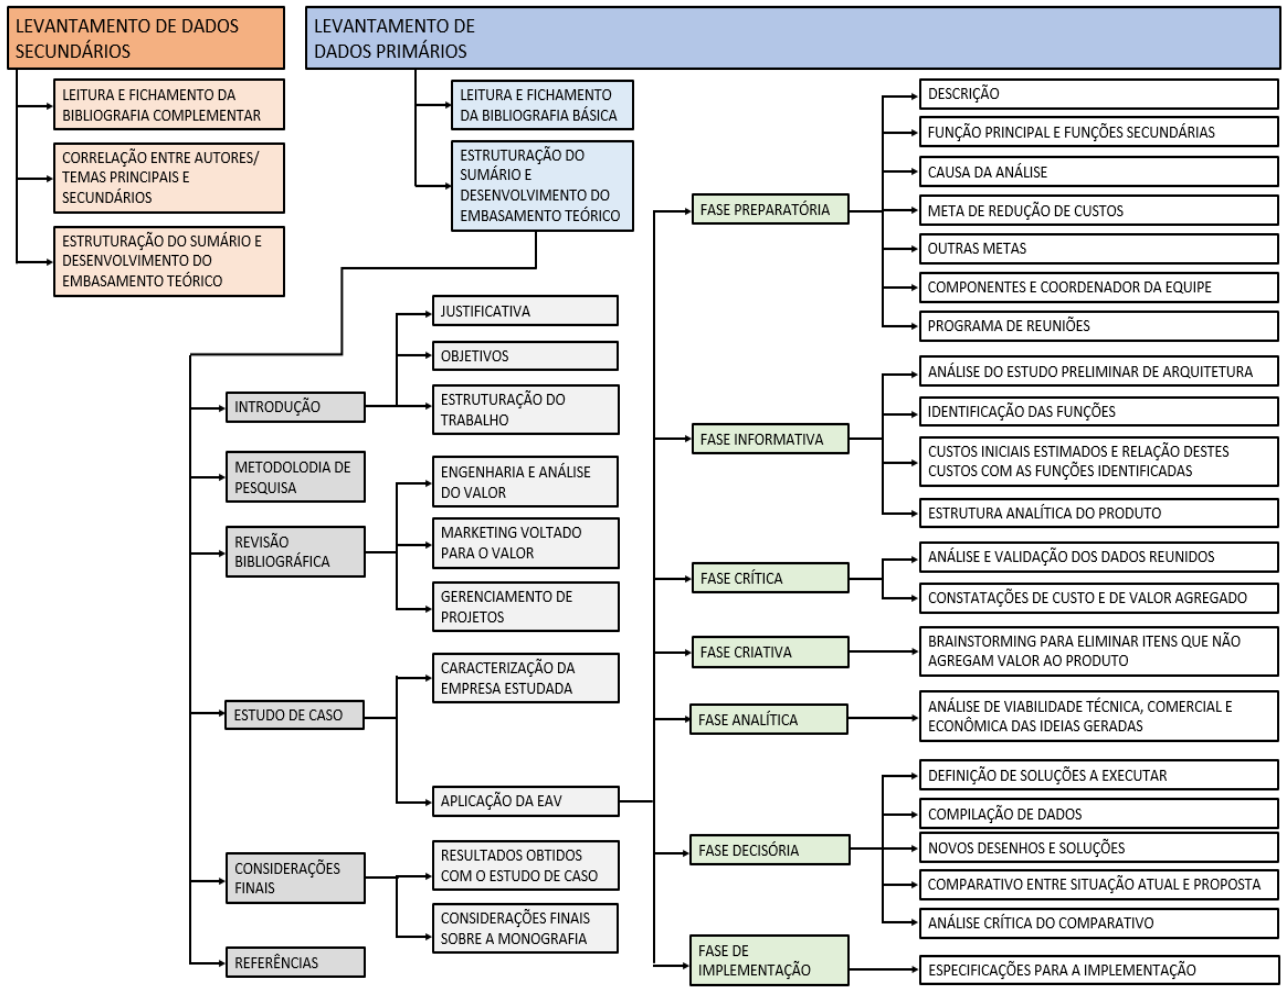 LEVANTAMENTO DE DADOS
SECUNDÁRIOS
LEITURA E FICHAMENTO DA
BIBLIOGRAFIA COMPLEMENTAR
CORRELAÇÃO ENTRE AUTORES/
TEMAS PRINCIPAIS E
SECUNDÁRIOS
ESTRUTURAÇÃO DO SUMÁRIO E
DESENVOLVIMENTO DO
EMBASAMENTO TEÓRICO
LEVANTAMENTO DE
DADOS PRIMÁRIOS
LEITURA E FICHAMENTO
DA BIBLIOGRAFIA BÁSICA
ESTRUTURAÇÃO DO
SUMÁRIO E
DESENVOLVIMENTO DO
EMBASAMENTO TEÓRICO
INTRODUÇÃO
JUSTIFICATIVA
OBJETIVOS
ESTRUTURAÇÃO DO
TRABALHO
METODOLODIA DE
PESQUISA
REVISÃO
BIBLIOGRÁFICA
ENGENHARIA E ANÁLISE
DO VALOR
MARKETING VOLTADO
PARA O VALOR
GERENCIAMENTO DE
PROJETOS
ESTUDO DE CASO
CARACTERIZAÇÃO DA
EMPRESA ESTUDADA
APLICAÇÃO DA EAV
FASE PREPARATÓRIA
DESCRIÇÃO
FUNÇÃO PRINCIPAL E FUNÇÕES SECUNDÁRIAS
CAUSA DA ANÁLISE
META DE REDUÇÃO DE CUSTOS
OUTRAS METAS
COMPONENTES E COORDENADOR DA EQUIPE
PROGRAMA DE REUNIÕES
FASE INFORMATIVA
ANÁLISE DO ESTUDO PRELIMINAR DE ARQUITETURA
IDENTIFICAÇÃO DAS FUNÇÕES
CUSTOS INICIAIS ESTIMADOS E RELAÇÃO DESTES
CUSTOS COM AS FUNÇÕES IDENTIFICADAS
ESTRUTURA ANALÍTICA DO PRODUTO
FASE CRÍTICA
ANÁLISE E VALIDAÇÃO DOS DADOS REUNIDOS
CONSTATAÇÕES DE CUSTO E DE VALOR AGREGADO
FASE CRIATIVA
BRAINSTORMING PARA ELIMINAR ITENS QUE NÃO
AGREGAM VALOR AO PRODUTO
FASE ANALÍTICA
ANÁLISE DE VIABILIDADE TÉCNICA, COMERCIAL E
ECONÔMICA DAS IDEIAS GERADAS
FASE DECISÓRIA
DEFINIÇÃO DE SOLUÇÕES A EXECUTAR
COMPILAÇÃO DE DADOS
NOVOS DESENHOS E SOLUÇÕES
COMPARATIVO ENTRE SITUAÇÃO ATUAL E PROPOSTA
ANÁLISE CRÍTICA DO COMPARATIVO
FASE DE
IMPLEMENTAÇÃO
ESPECIFICAÇÕES PARA A IMPLEMENTAÇÃO
CONSIDERAÇÕES
FINAIS
RESULTADOS OBTIDOS
COM O ESTUDO DE CASO
CONSIDERAÇÕES FINAIS
SOBRE A MONOGRAFIA
REFERÊNCIAS